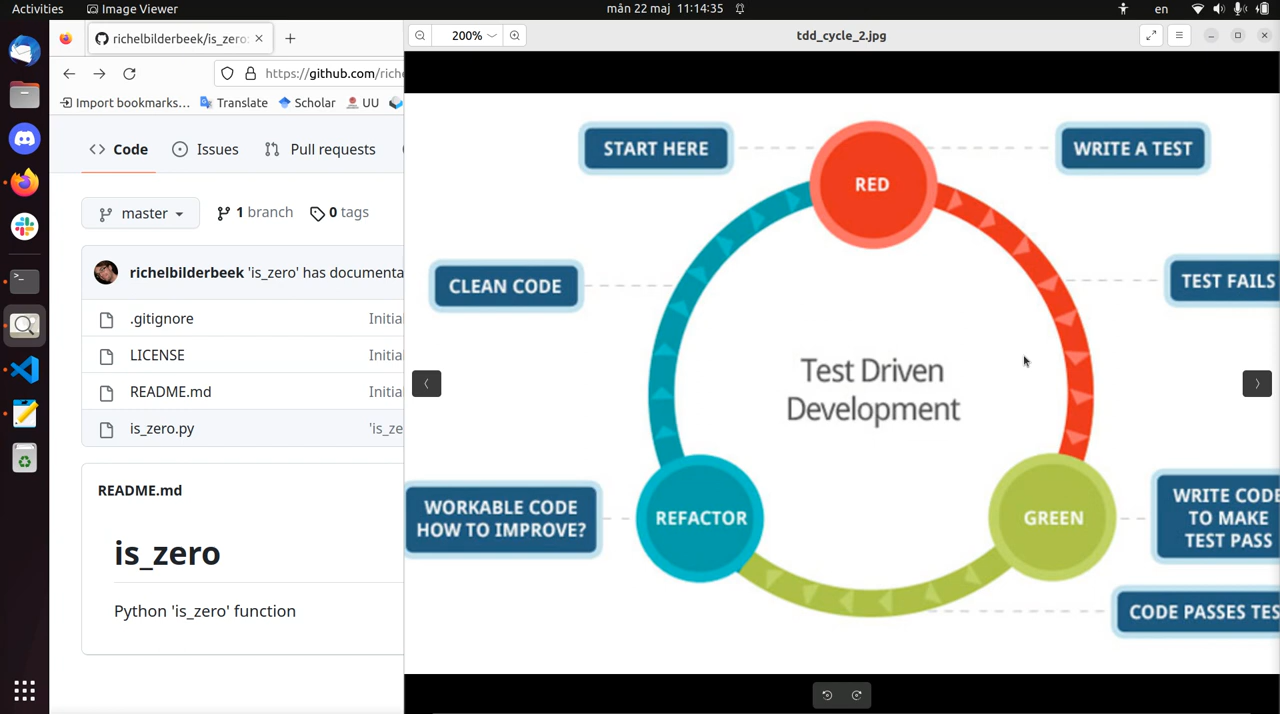 Activities
Image Viewer
mån 22 maj 11:14:35
en
richelbilderbeek/is_zero:
200%
tdd_cycle_2.jpg
https://github.com/riche
Import bookmarks…
Translate
Scholar
UU
Code
Issues
Pull requests
master
1 branch
0 tags
richelbilderbeek 'is_zero' has documenta
.gitignore
Initia
LICENSE
Initia
README.md
Initia
is_zero.py
'is_ze
README.md
is_zero
Python 'is_zero' function
START HERE
RED
WRITE A TEST
CLEAN CODE
TEST FAILS
Test Driven
Development
WORKABLE CODE
HOW TO IMPROVE?
REFACTOR
GREEN
WRITE CODE
TO MAKE
TEST PASS
CODE PASSES TES